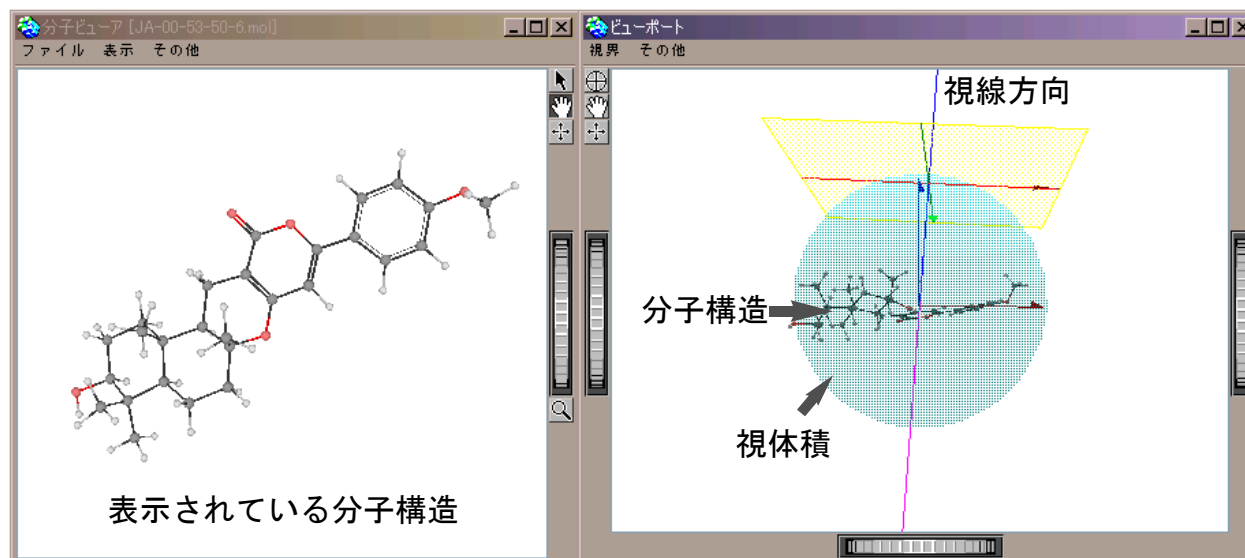 分子ビューア [JA-00-53-50-6.mol]
ファイル 表示 その他
表示されている分子構造
ビューポート
視界 その他
視線方向
分子構造
視体積